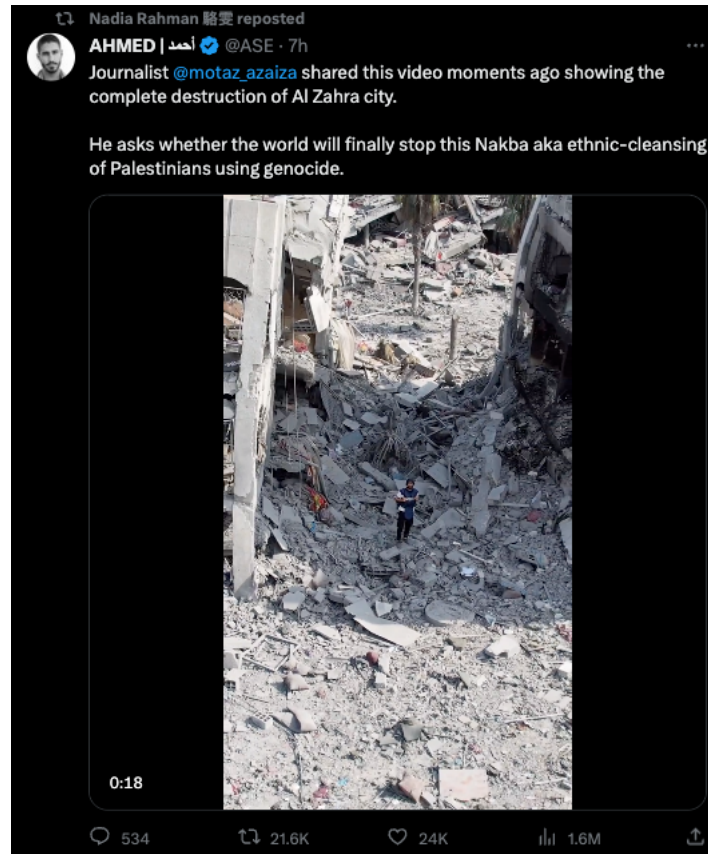 Nadia Rahman 駱雯 reposted
AHMED | أحمد @ASE · 7h
Journalist @motaz_azaiza shared this video moments ago showing the
complete destruction of Al Zahra city.
He asks whether the world will finally stop this Nakba aka ethnic-cleansing
of Palestinians using genocide.
0:18
534 21.6K 24K 1.6M